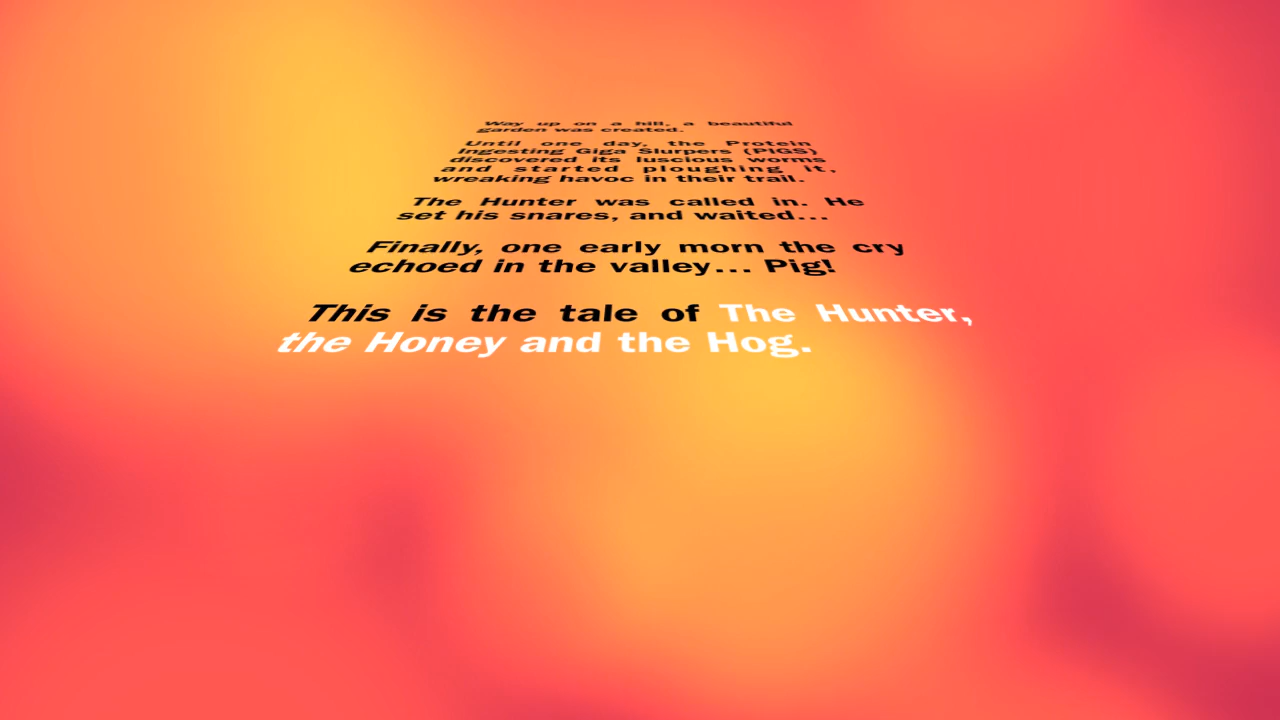 Way up on a hill, a beautiful
garden was created.
Until one day, the Protein
Ingesting Giga Slurpers (PIGS)
discovered its luscious worms
and started ploughing it,
wreaking havoc in their trail.
The Hunter was called in. He
set his snares, and waited...
Finally, one early morn the cry
echoed in the valley... Pig!
This is the tale of The Hunter,
the Honey and the Hog.